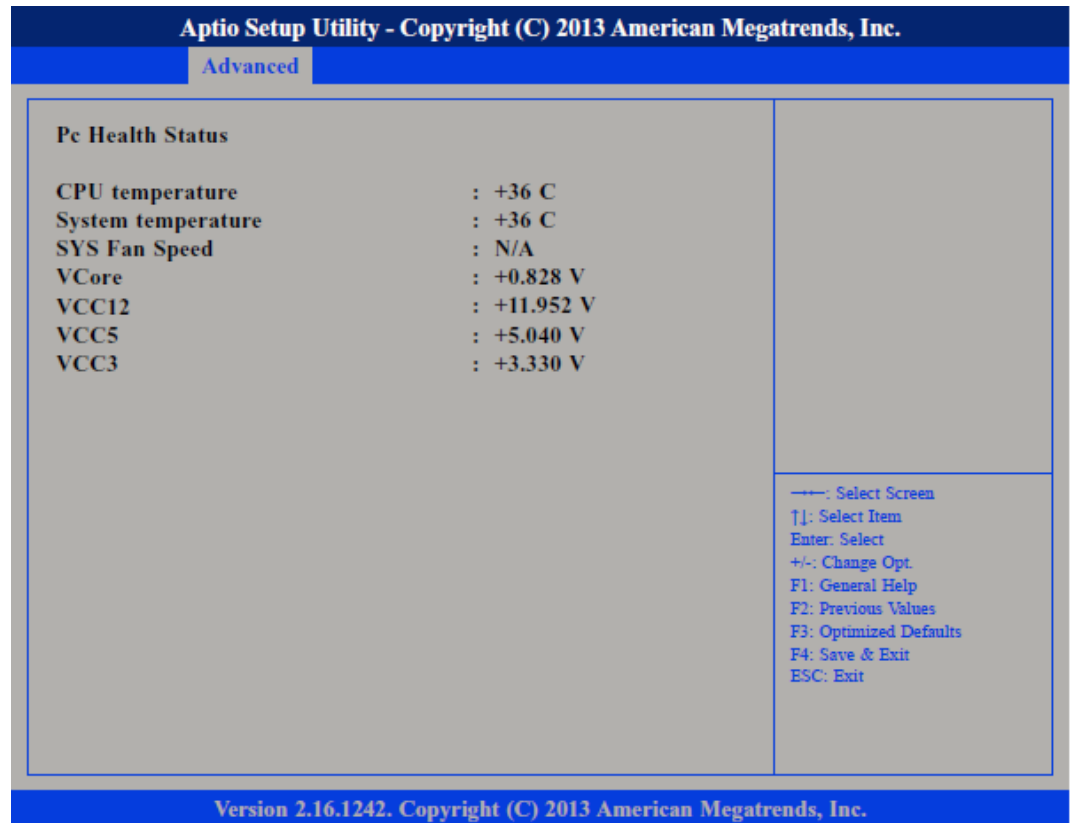 Aptio Setup Utility - Copyright (C) 2013 American Megatrends, Inc.
Advanced
Pc Health Status
CPU temperature : +36 C
System temperature : +36 C
SYS Fan Speed : N/A
VCore : +0.828 V
VCC12 : +11.952 V
VCC5 : +5.040 V
VCC3 : +3.330 V
→←: Select Screen
↑↓: Select Item
Enter: Select
+/-: Change Opt.
F1: General Help
F2: Previous Values
F3: Optimized Defaults
F4: Save & Exit
ESC: Exit
Version 2.16.1242. Copyright (C) 2013 American Megatrends, Inc.